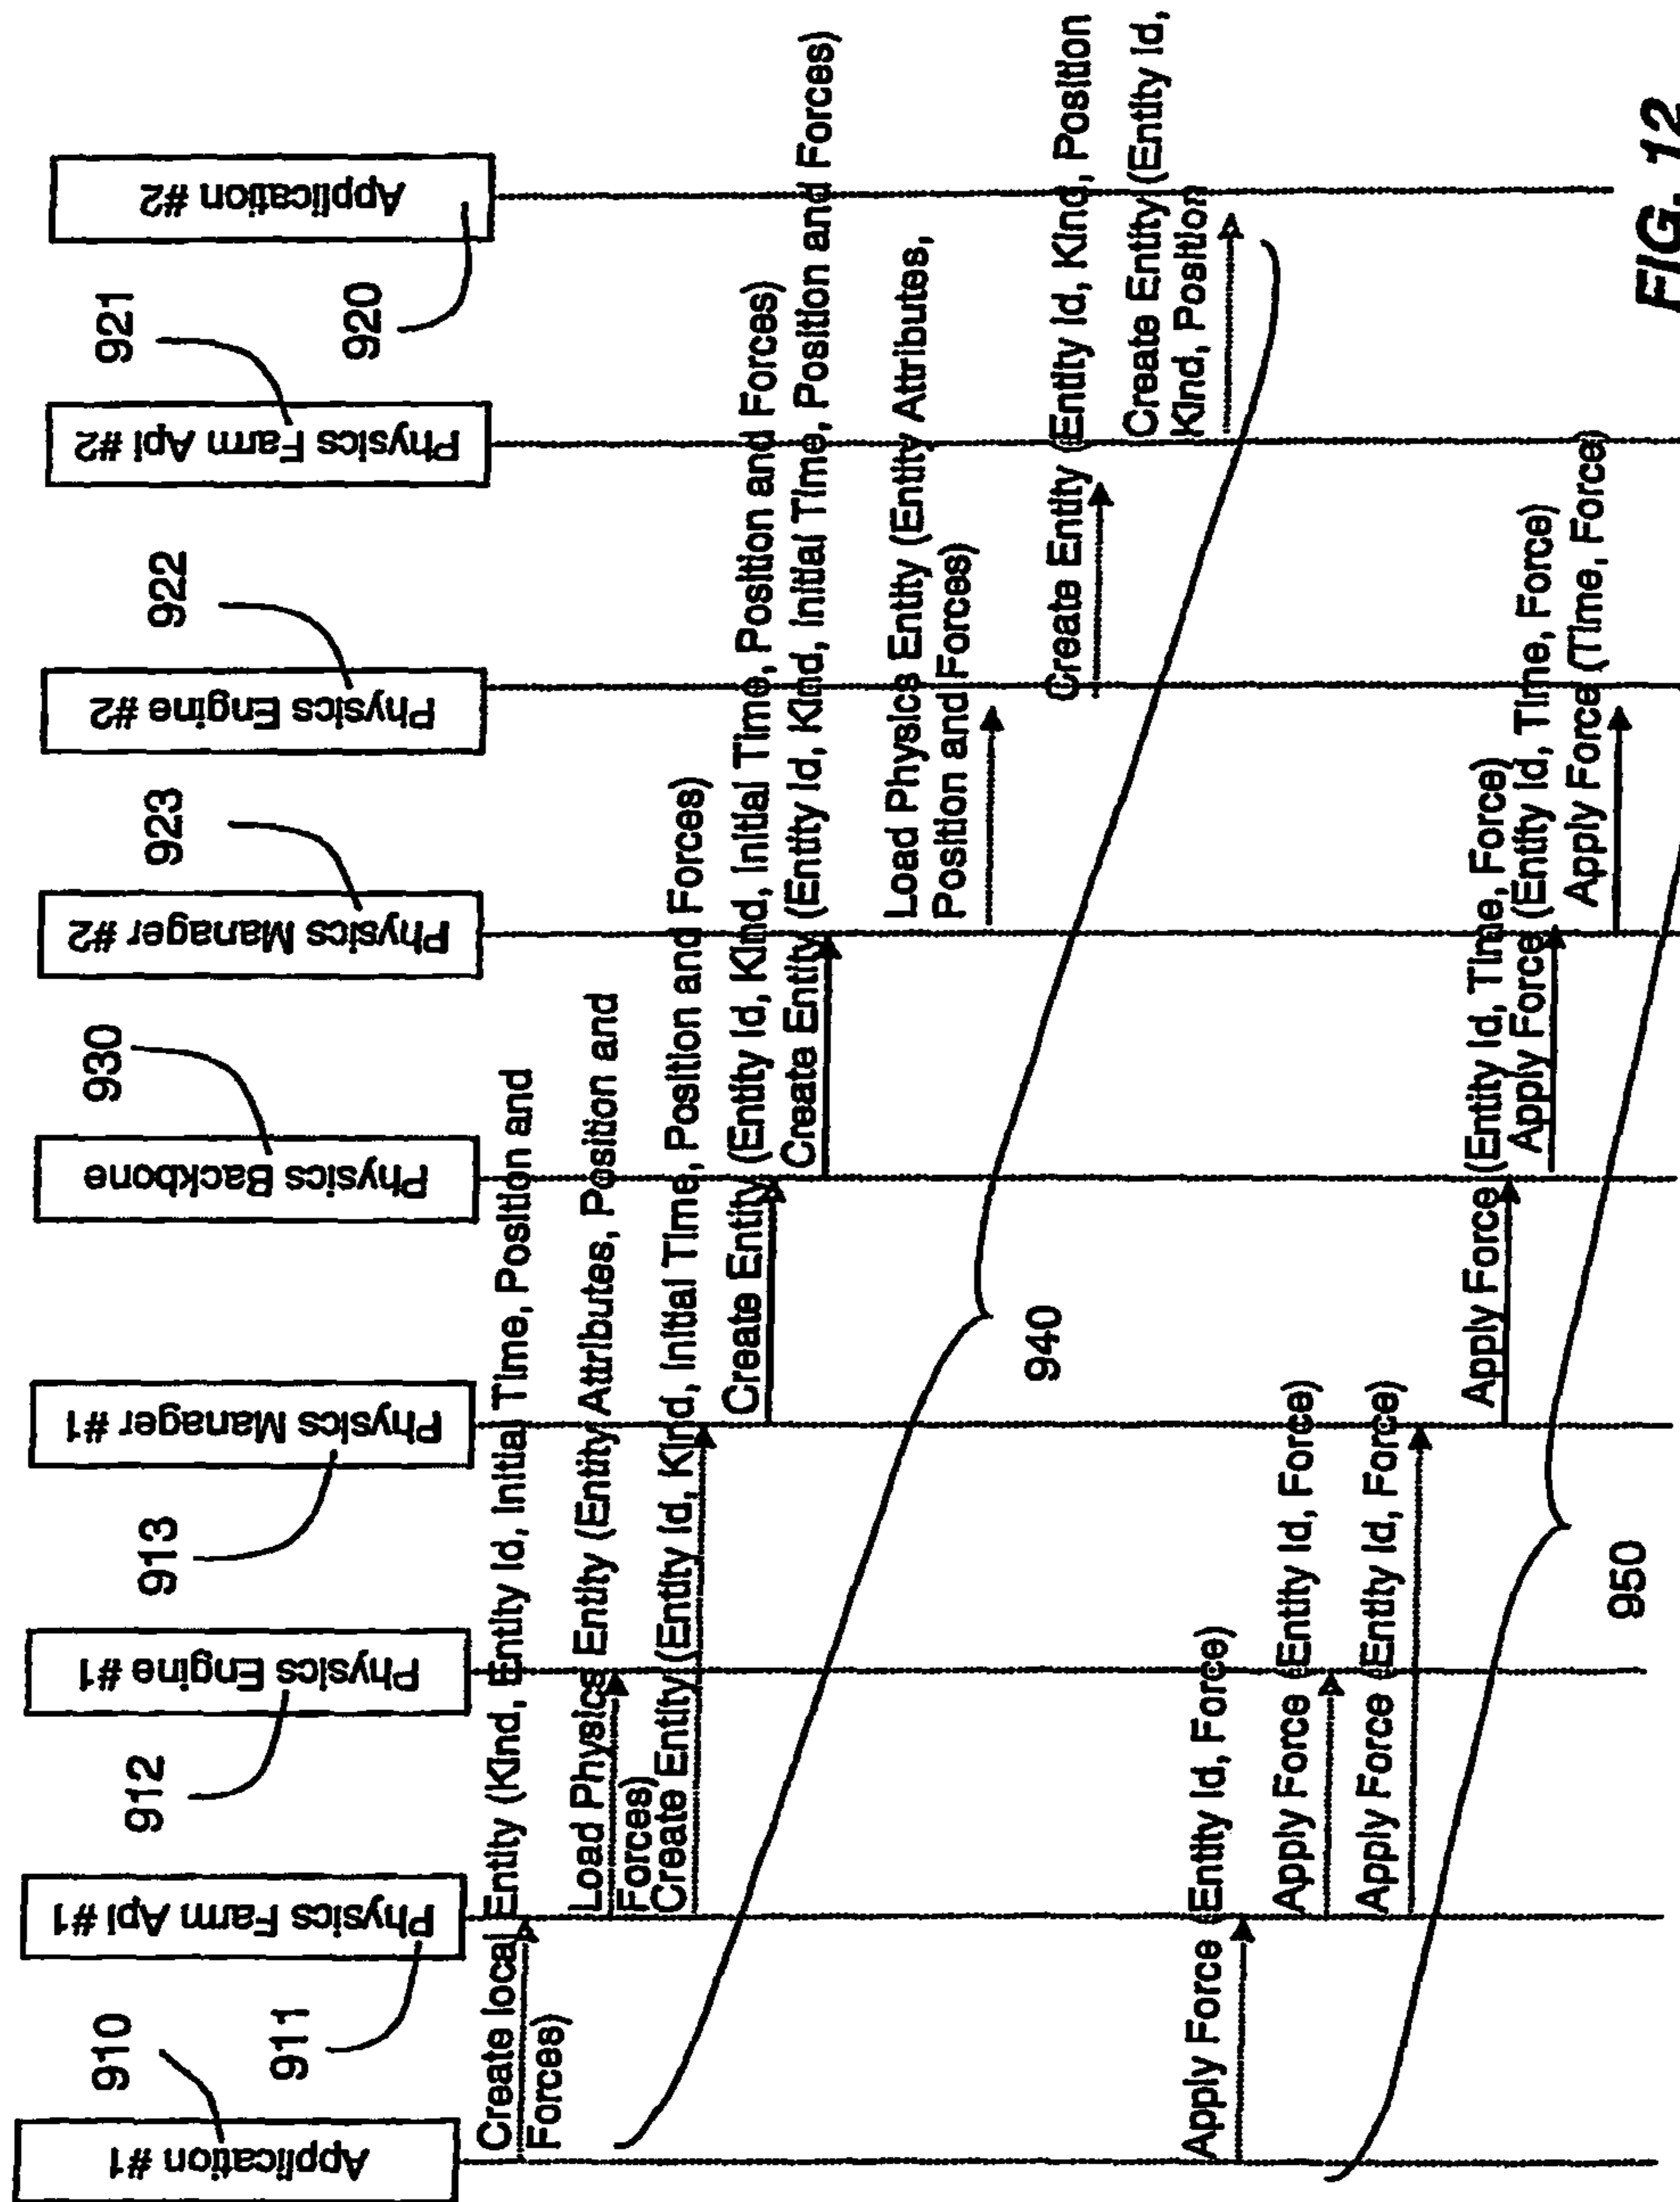 Application #1
910
Physics Farm Api #1
911
Physics Engine #1
912
Physics Manager #1
913
Physics Backbone
930
Physics Manager #2
923
Physics Engine #2
922
Physics Farm Api #2
921
Application #2
920
Create local Entity (Kind, Entity Id, Initial Time, Position and
Forces)
Load Physics Entity (Entity Attributes, Position and
Forces)
Create Entity (Entity Id, Kind, Initial Time, Position and Forces)
Create Entity (Entity Id, Kind, Initial Time, Position and Forces)
Create Entity (Entity Id, Kind, Initial Time, Position and Forces)
Load Physics Entity (Entity Attributes,
Position and Forces)
Create Entity (Entity Id, Kind, Position
Create Entity (Entity Id,
Kind, Position
940
Apply Force (Entity Id, Force)
Apply Force (Entity Id, Force)
Apply Force (Entity Id, Force)
Apply Force (Entity Id, Time, Force)
Apply Force (Entity Id, Time, Force)
Apply Force (Time, Force)
950
FIG. 12